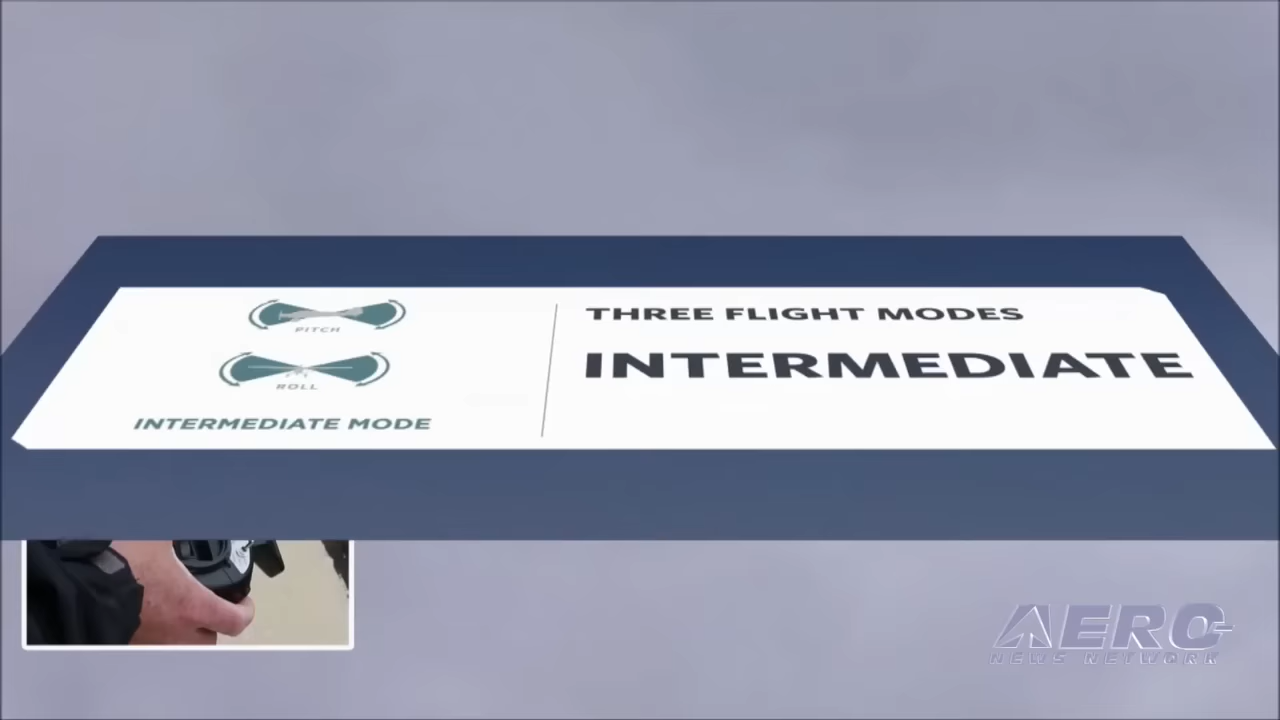 PITCH
ROLL
INTERMEDIATE MODE
THREE FLIGHT MODES
INTERMEDIATE
AERO
NEWS NETWORK